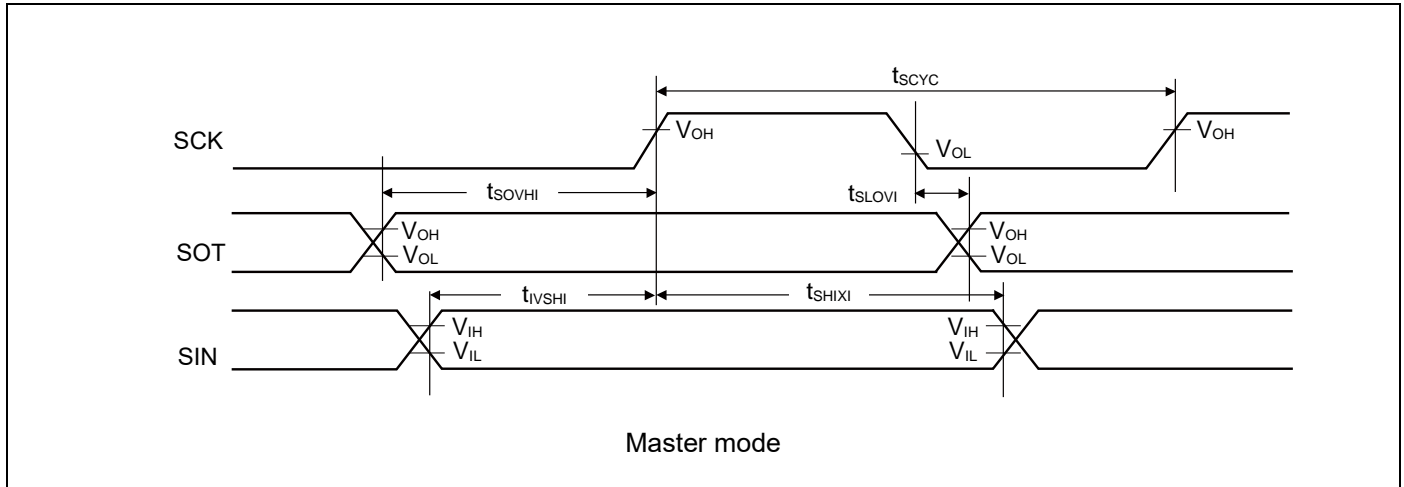 tSCYC
SCK
VOH
VOL
VOH
tSOVHI
tSLOVI
SOT
VOH
VOL
VOH
VOL
tIVSHI
tSHIXI
SIN
VIH
VIL
VIH
VIL
Master mode